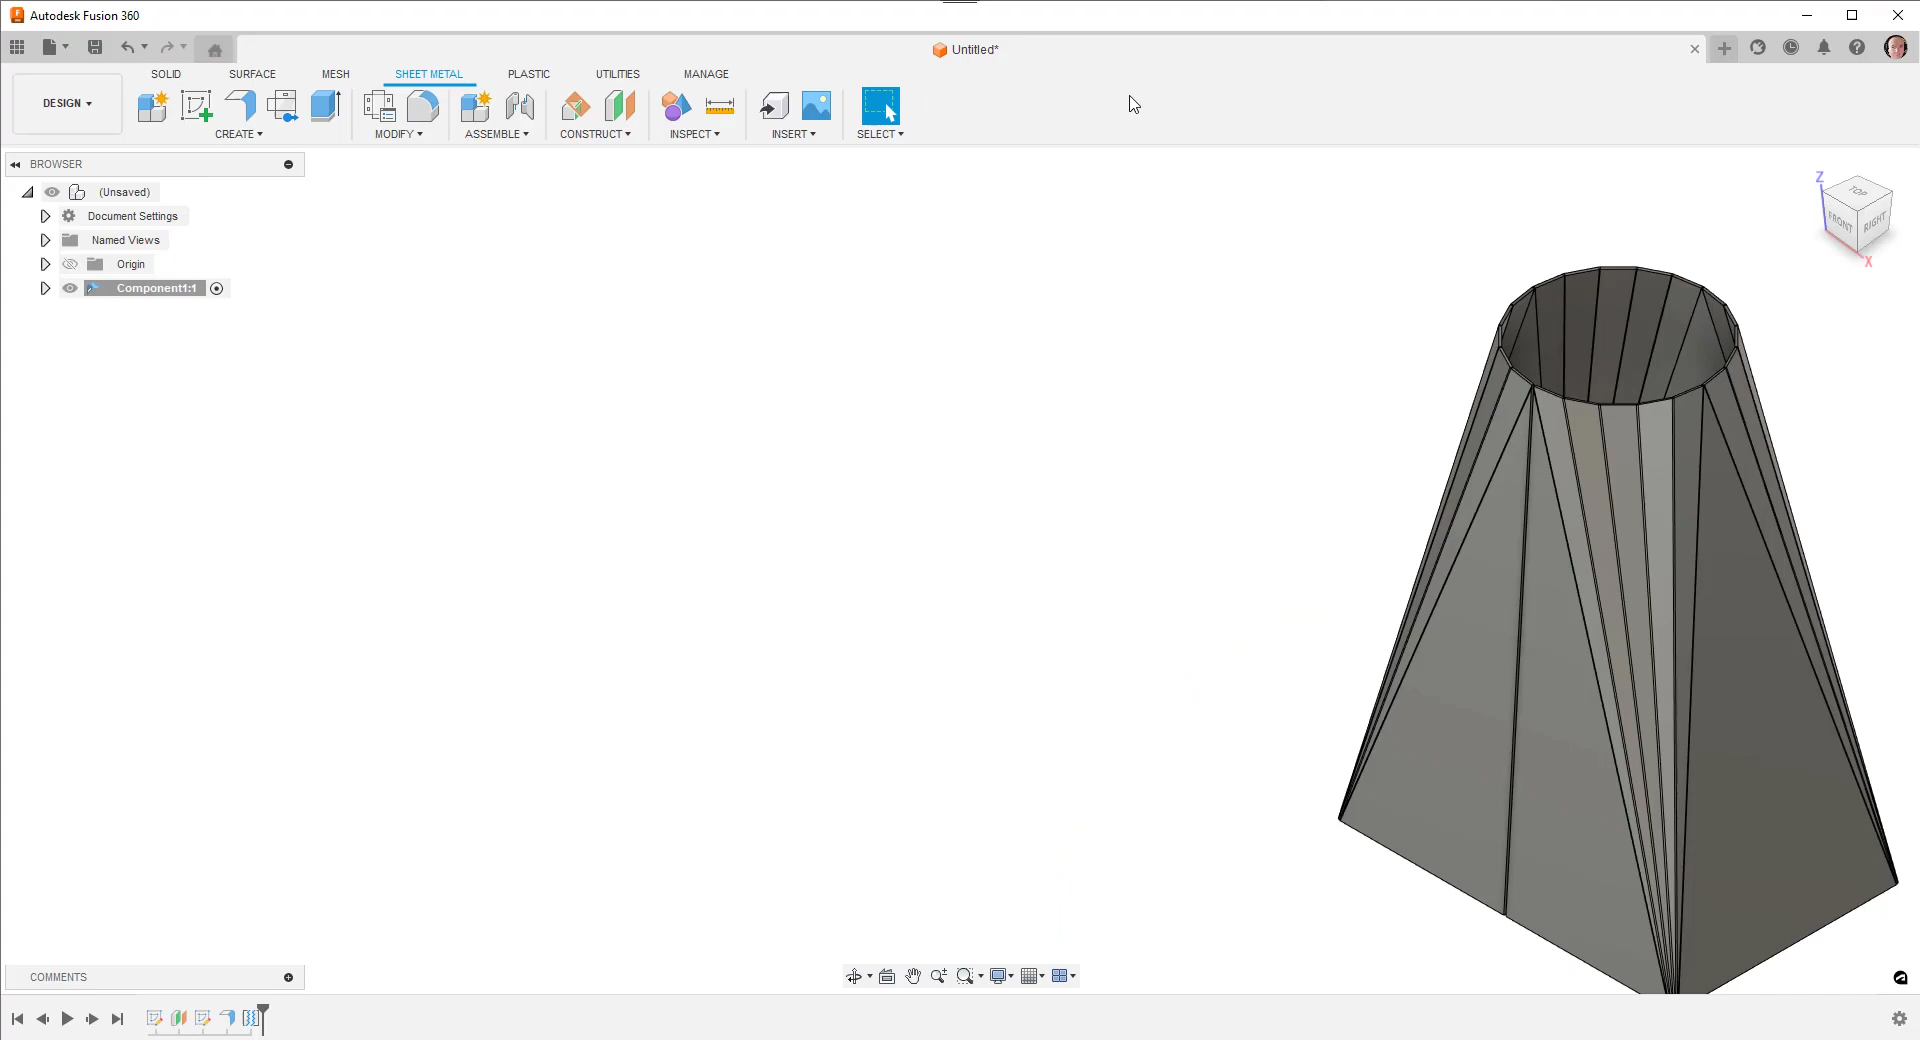 Autodesk Fusion 360
Untitled*
SOLID SURFACE MESH SHEET METAL PLASTIC UTILITIES MANAGE
DESIGN
CREATE MODIFY ASSEMBLE CONSTRUCT INSPECT INSERT SELECT
BROWSER
(Unsaved)
Document Settings
Named Views
Origin
Component1:1
Z
TOP
FRONT RIGHT
X
COMMENTS